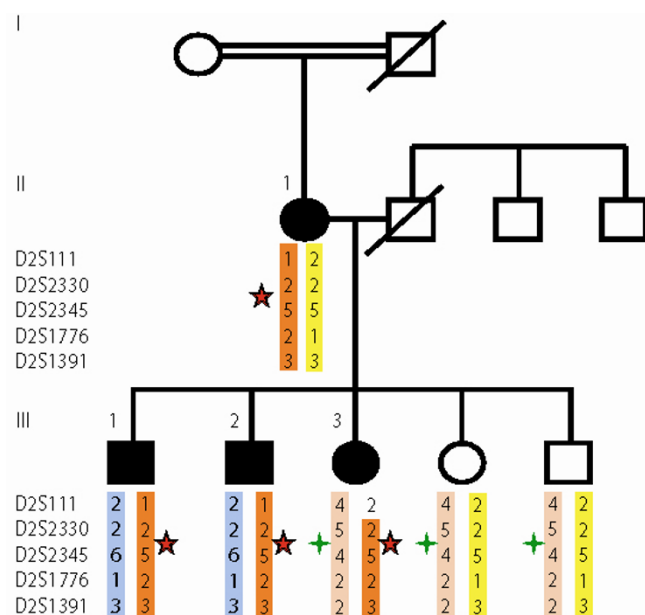 I
II 1
D2S111 1 2
D2S2330 2 2
D2S2345 5 5
D2S1776 2 1
D2S1391 3 3
III 1 2 3
D2S111 2 1 2 1 4 2 4 2 4 2
D2S2330 2 2 2 2 5 2 5 2 5 2
D2S2345 6 5 6 5 4 5 4 5 4 5
D2S1776 1 2 1 2 2 2 2 1 2 1
D2S1391 3 3 3 3 2 3 2 3 2 3